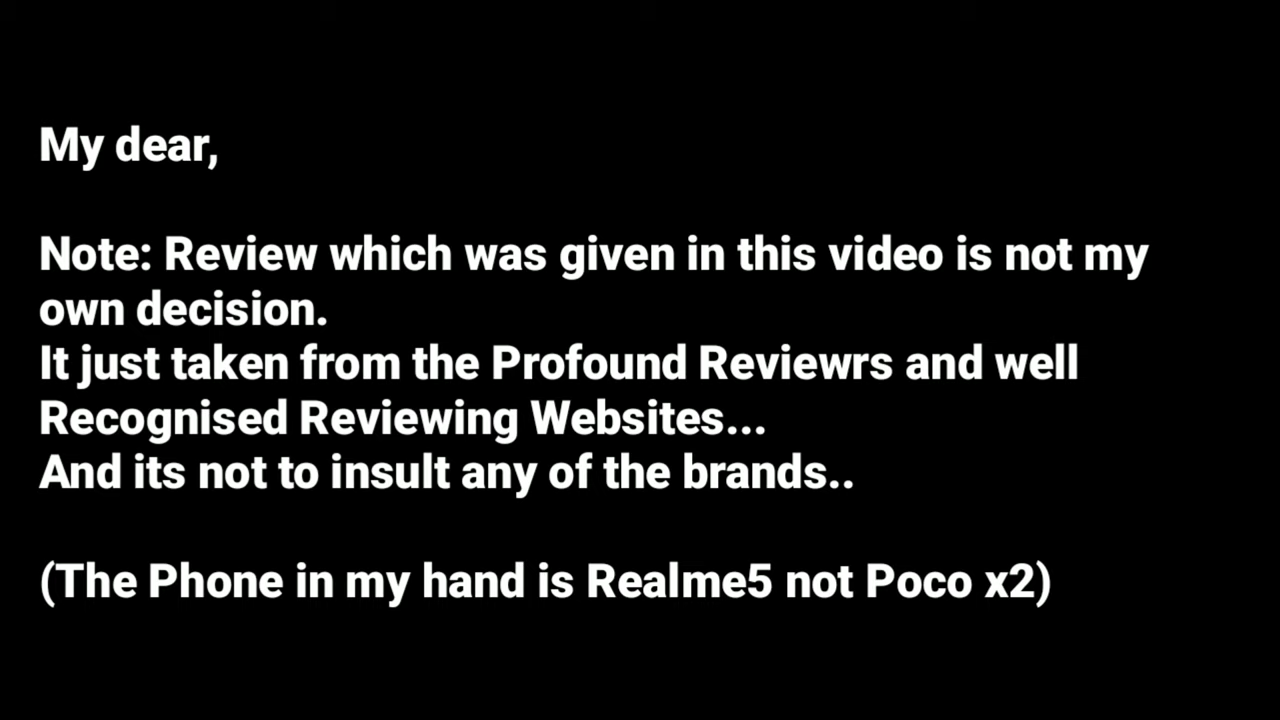 My dear,
Note: Review which was given in this video is not my
own decision.
It just taken from the Profound Reviewrs and well
Recognised Reviewing Websites...
And its not to insult any of the brands..
(The Phone in my hand is Realme5 not Poco x2)